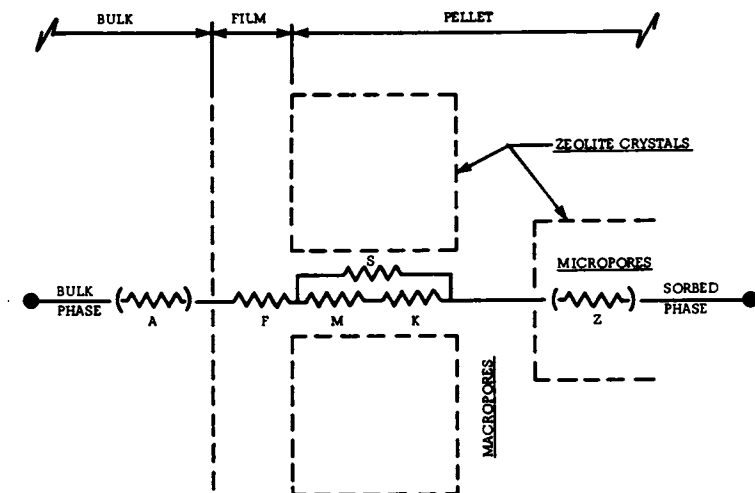 BULK
FILM
PELLET
ZEOLITE CRYSTALS
MICROPORES
S
BULK
PHASE
(
)
A
F
M
K
(
)
Z
SORBED
PHASE
MACROPORES